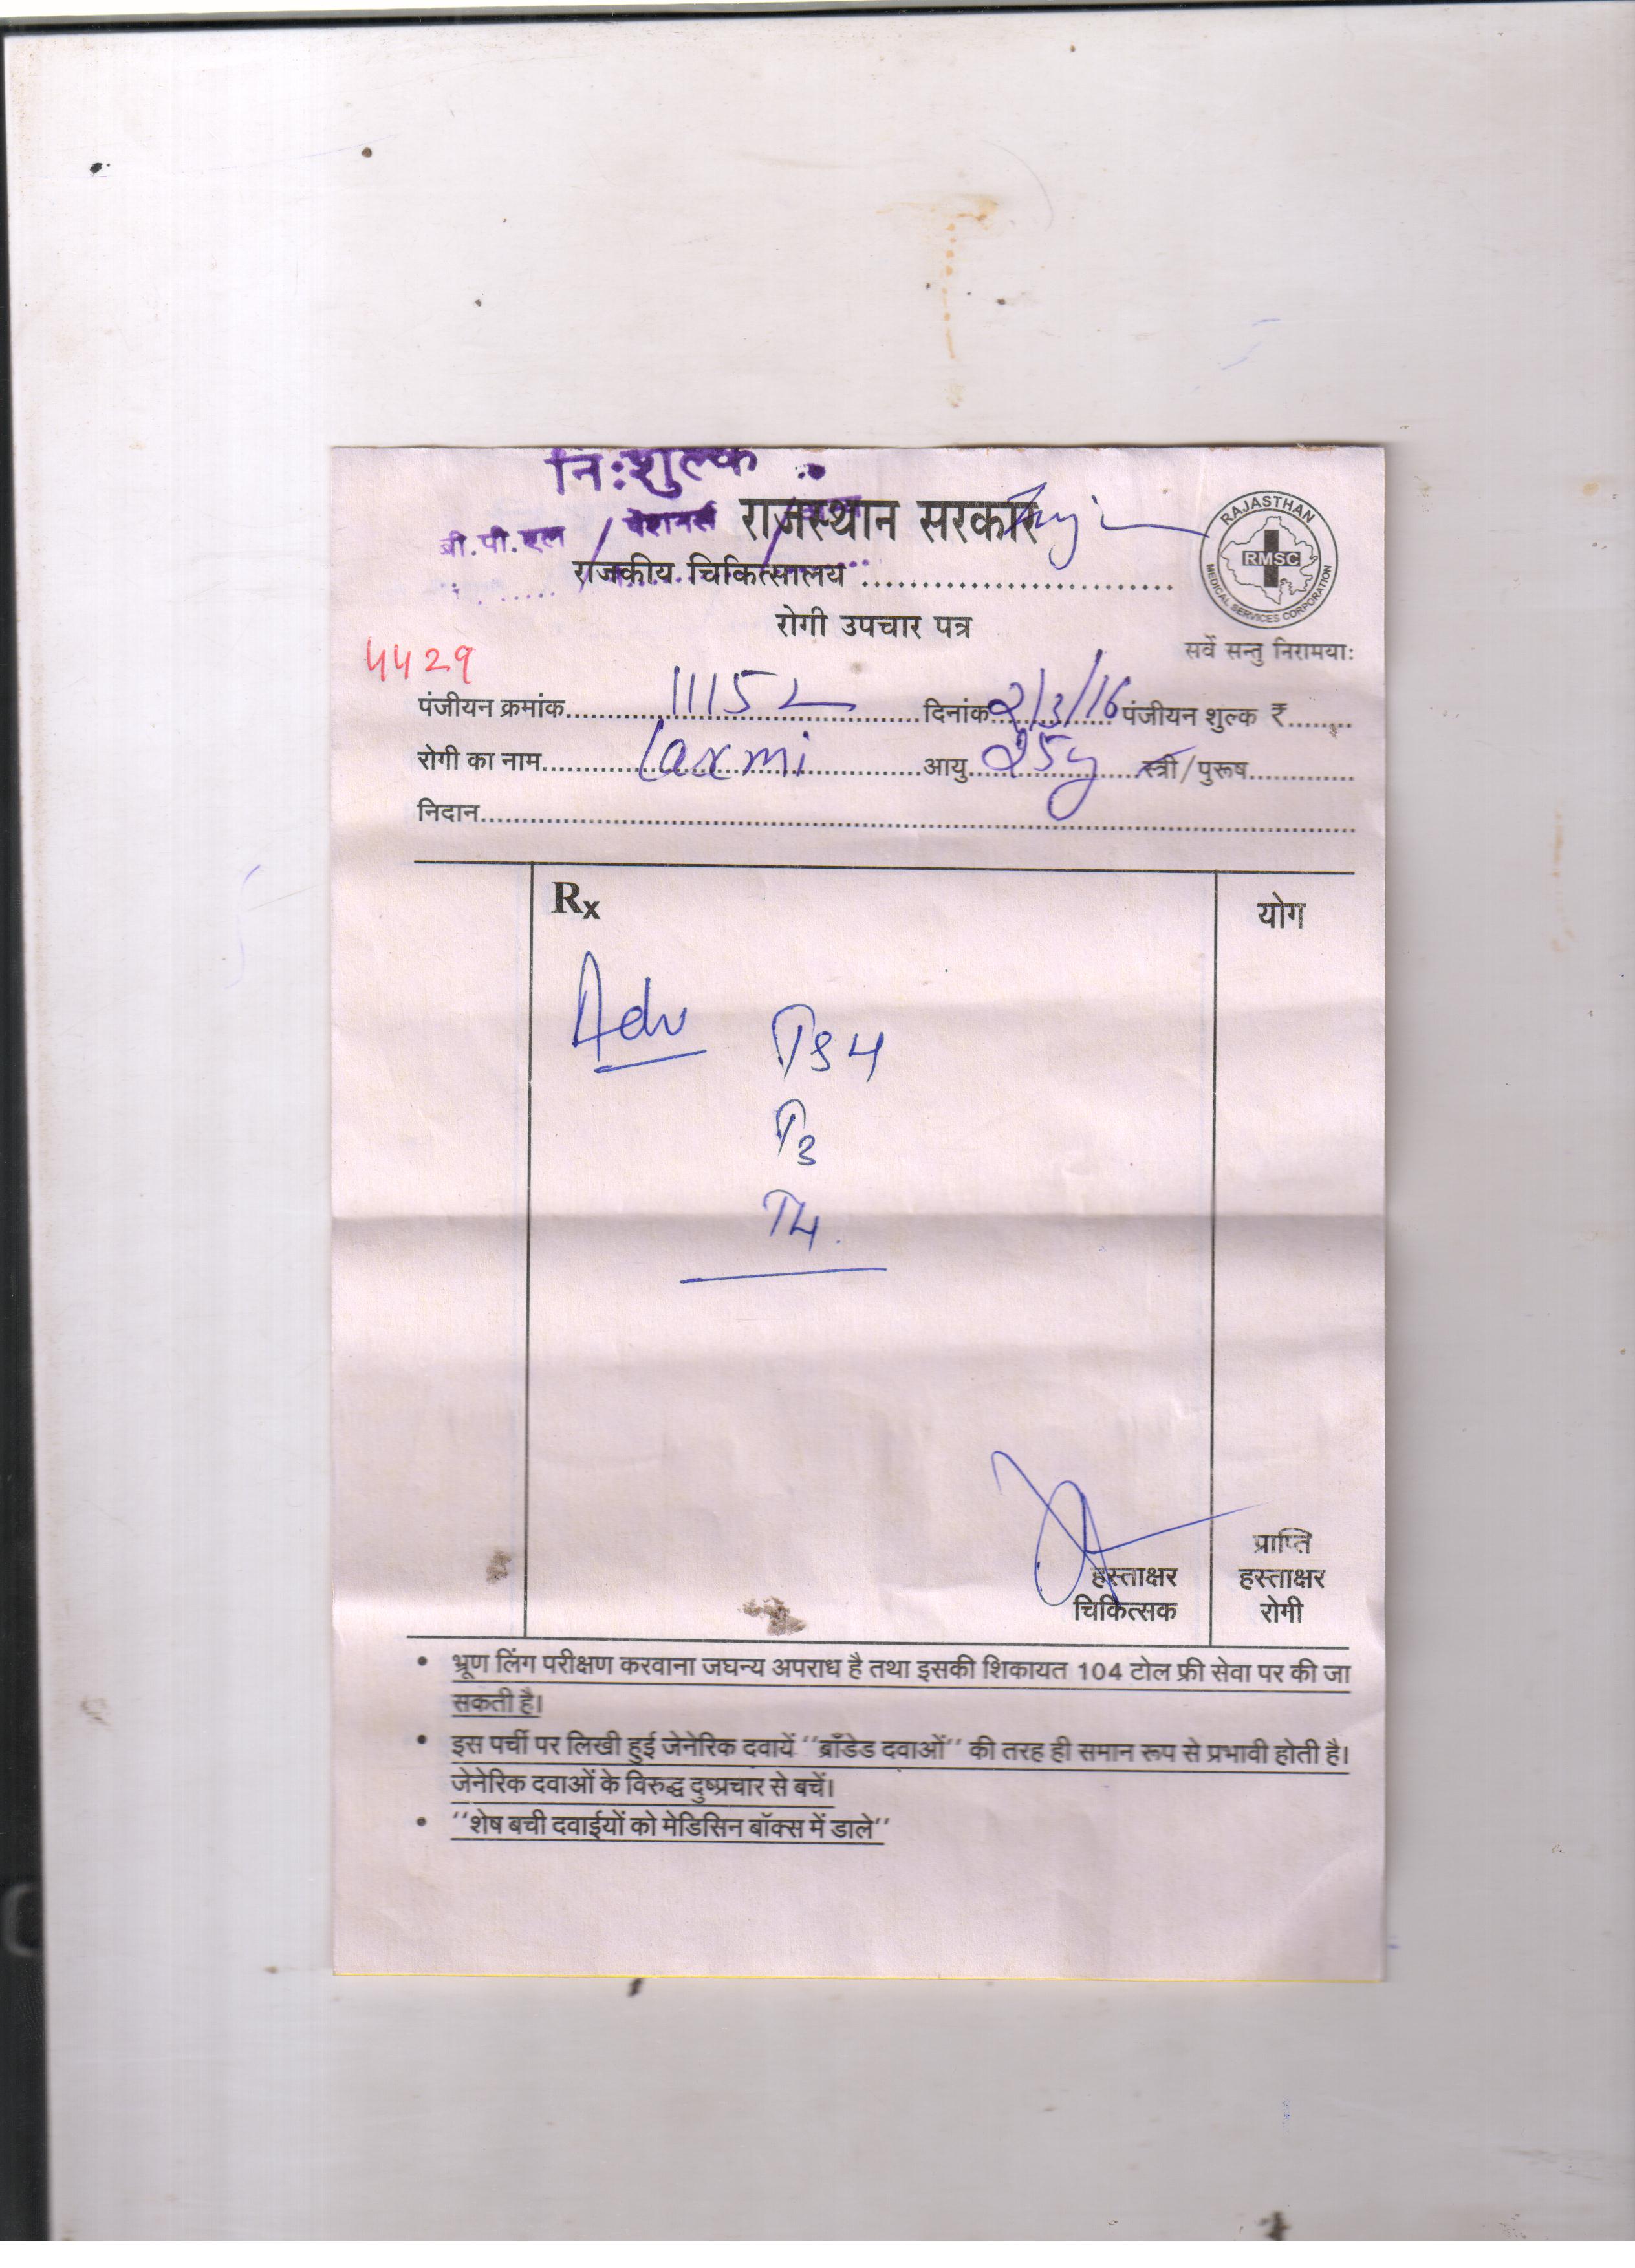 नि:शुल्क
बी.पी.एल / पेंशनर्स
राजस्थान सरकार
राजकीय चिकित्सालय
रोगी उपचार पत्र
RAJASTHAN
RMSC
MEDICAL SERVICES CORPORATION
सर्वे सन्तु निरामयाः
4429
पंजीयन क्रमांक 1115 दिनांक 2/3/16 पंजीयन शुल्क ₹
रोगी का नाम Laxmi आयु 25y स्त्री/पुरूष
निदान
Rx
योग
Adv TS4
T3
T4
प्राप्ति
हस्ताक्षर हस्ताक्षर
चिकित्सक रोगी
• भ्रूण लिंग परीक्षण करवाना जघन्य अपराध है तथा इसकी शिकायत 104 टोल फ्री सेवा पर की जा
सकती है।
• इस पर्ची पर लिखी हुई जेनेरिक दवायें ‘‘ब्राँडेड दवाओं’’ की तरह ही समान रूप से प्रभावी होती है।
जेनेरिक दवाओं के विरुद्ध दुष्प्रचार से बचें।
• ‘‘शेष बची दवाईयों को मेडिसिन बॉक्स में डाले’’